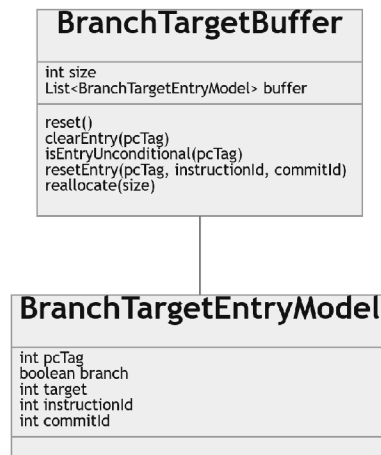 BranchTargetBuffer
int size
List<BranchTargetEntryModel> buffer
reset()
clearEntry(pcTag)
isEntryUnconditional(pcTag)
resetEntry(pcTag, instructionId, commitId)
reallocate(size)
BranchTargetEntryModel
int pcTag
boolean branch
int target
int instructionId
int commitId